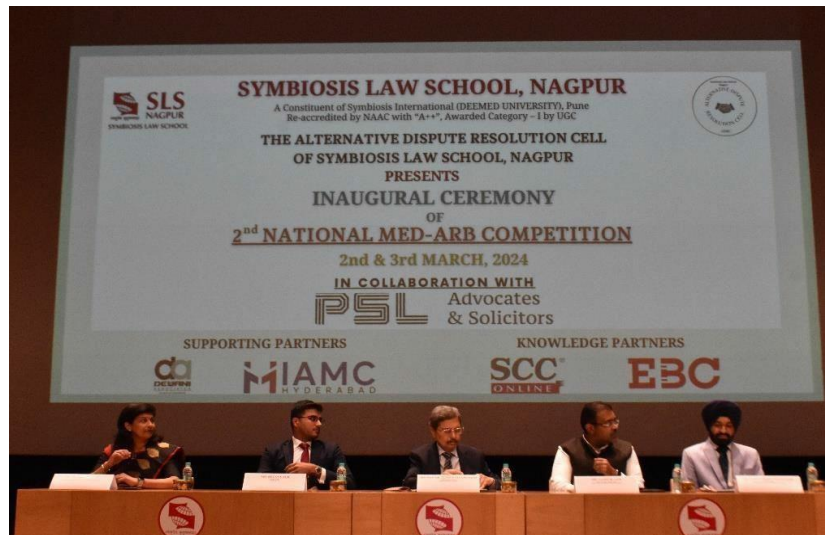 SYMBIOSIS LAW SCHOOL, NAGPUR
A Constituent of Symbiosis International (DEEMED UNIVERSITY), Pune
Re-accredited by NAAC with "A++", Awarded Category – I by UGC
SLS
NAGPUR
SYMBIOSIS LAW SCHOOL
THE ALTERNATIVE DISPUTE RESOLUTION CELL
OF SYMBIOSIS LAW SCHOOL, NAGPUR
PRESENTS
INAUGURAL CEREMONY
OF
2nd NATIONAL MED-ARB COMPETITION
2nd & 3rd MARCH, 2024
IN COLLABORATION WITH
PSL Advocates
& Solicitors
SUPPORTING PARTNERS
KNOWLEDGE PARTNERS
da
DEWANI
IAMC
HYDERABAD
SCC
ONLINE
EBC